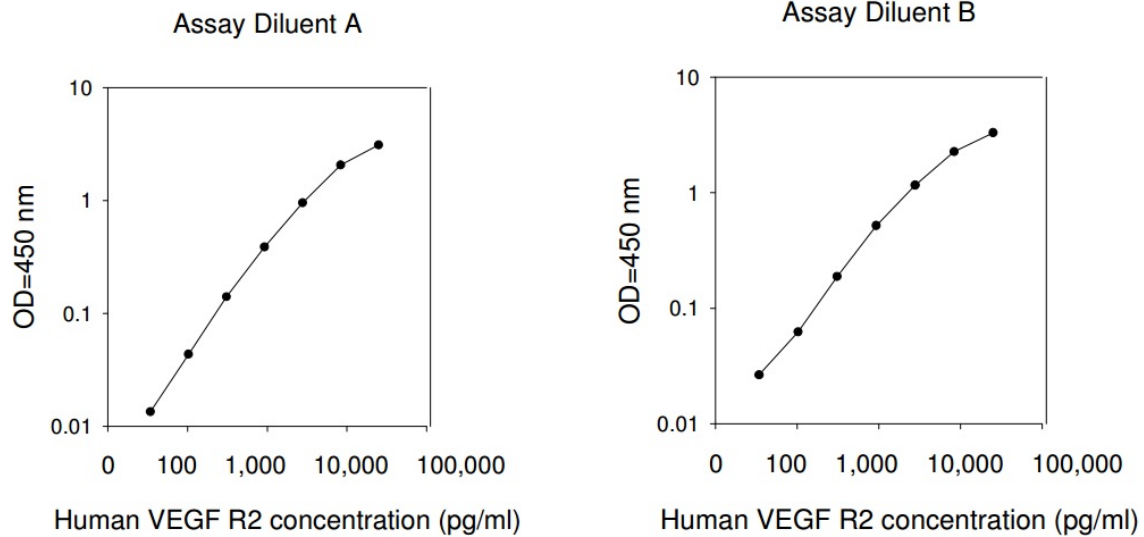 Assay Diluent A
10
1
0.1
0.01
OD=450 nm
0 100 1,000 10,000 100,000
Human VEGF R2 concentration (pg/ml)
Assay Diluent B
10
1
0.1
0.01
OD=450 nm
0 100 1,000 10,000 100,000
Human VEGF R2 concentration (pg/ml)